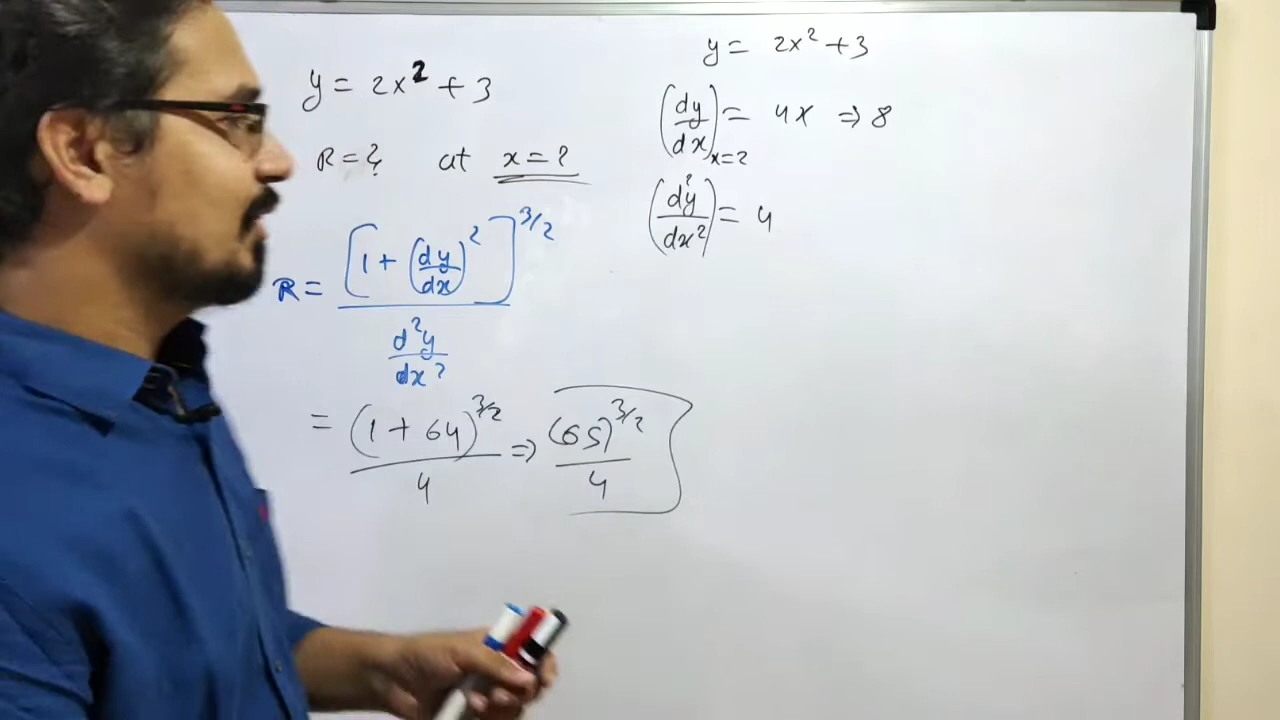 y = 2x² + 3
R = ? at x = 2
R = [1 + (dy/dx)²]^3/2 / d²y/dx²
= (1 + 64)^3/2 / 4 ⇒ (65)^3/2 / 4
y = 2x² + 3
(dy/dx)x=2 = 4x ⇒ 8
(d²y/dx²) = 4